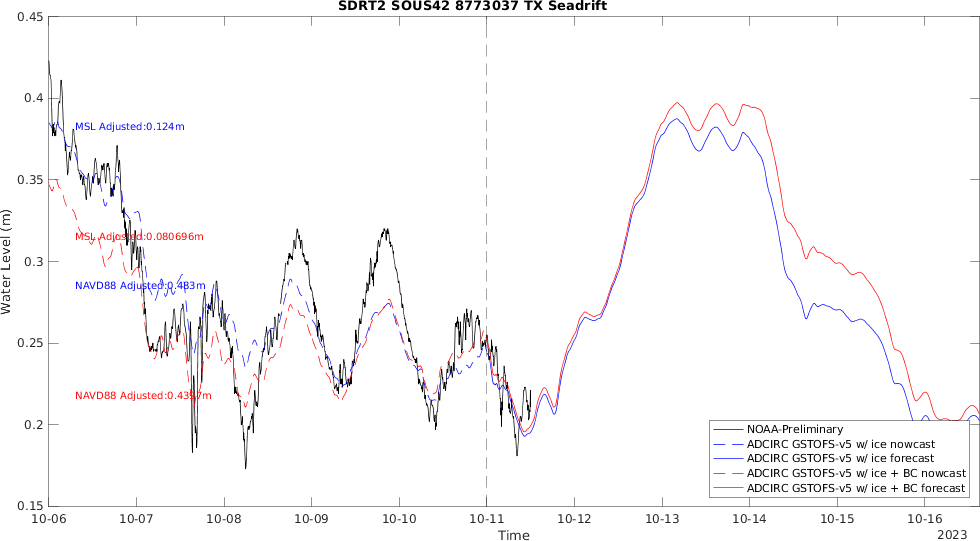 SDRT2 SOUS42 8773037 TX Seadrift
0.45
0.4
0.35
0.3
0.25
0.2
0.15
Water Level (m)
MSL Adjusted:0.124m
MSL Adjusted:0.080696m
NAVD88 Adjusted:0.483m
NAVD88 Adjusted:0.4397m
NOAA-Preliminary
ADCIRC GSTOFS-v5 w/ ice nowcast
ADCIRC GSTOFS-v5 w/ ice forecast
ADCIRC GSTOFS-v5 w/ ice + BC nowcast
ADCIRC GSTOFS-v5 w/ ice + BC forecast
10-06 10-07 10-08 10-09 10-10 10-11 10-12 10-13 10-14 10-15 10-16
Time
2023